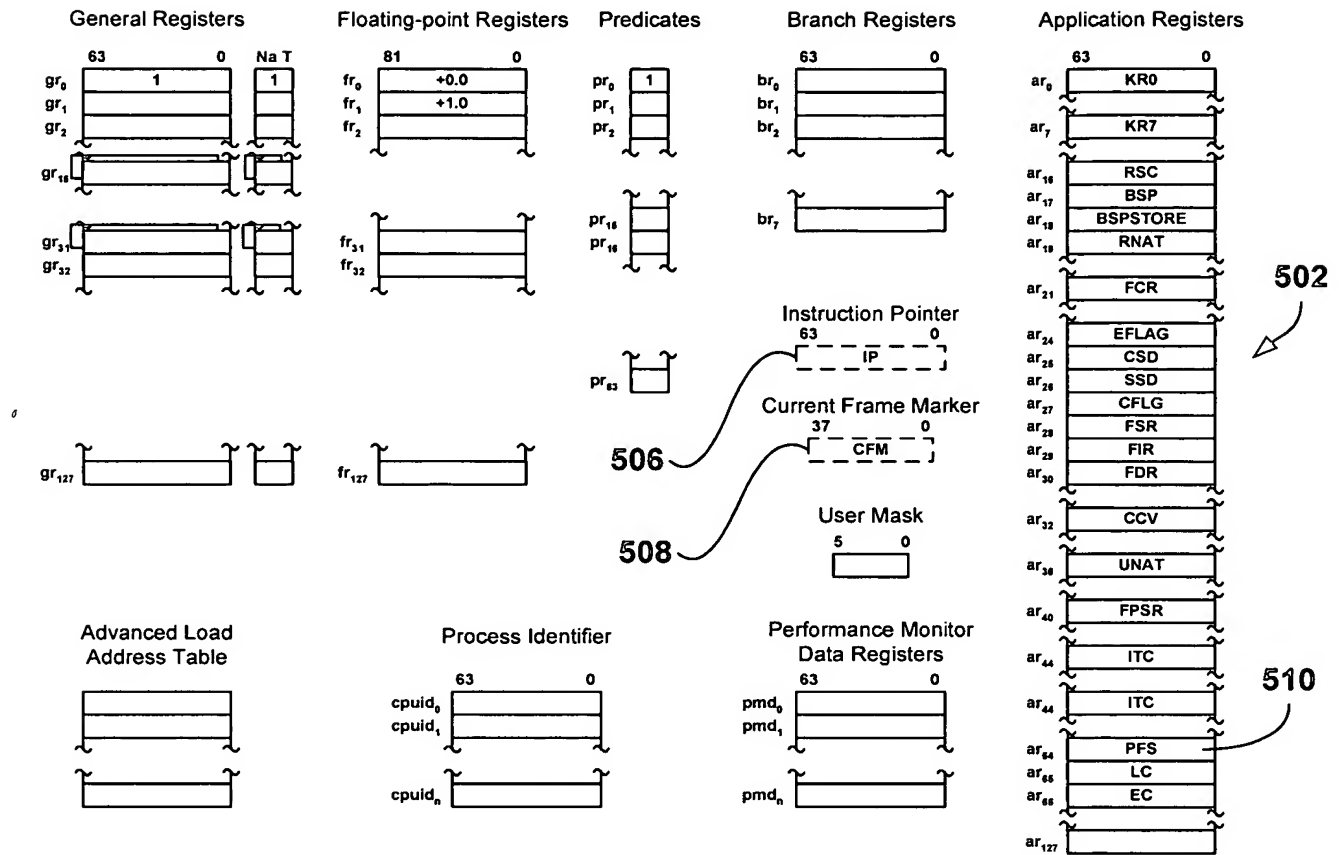 General Registers
63 0 Na T
gr0 1 1
gr1
gr2
gr16
gr31
gr32
gr127
Floating-point Registers
81 0
fr0 +0.0
fr1 +1.0
fr2
fr31
fr32
fr127
Predicates
pr0 1
pr1
pr2
pr15
pr16
pr63
Branch Registers
63 0
br0
br1
br2
br7
Instruction Pointer
63 0
IP
506
Current Frame Marker
37 0
CFM
508
User Mask
5 0
Application Registers
63 0
ar0 KR0
ar7 KR7
ar16 RSC
ar17 BSP
ar18 BSPSTORE
ar19 RNAT
ar21 FCR
502
ar24 EFLAG
ar25 CSD
ar26 SSD
ar27 CFLG
ar28 FSR
ar29 FIR
ar30 FDR
ar32 CCV
ar36 UNAT
ar40 FPSR
ar44 ITC
ar44 ITC
510
ar64 PFS
ar65 LC
ar66 EC
ar127
Advanced Load
Address Table
Process Identifier
63 0
cpuid0
cpuid1
cpuidn
Performance Monitor
Data Registers
63 0
pmd0
pmd1
pmdn